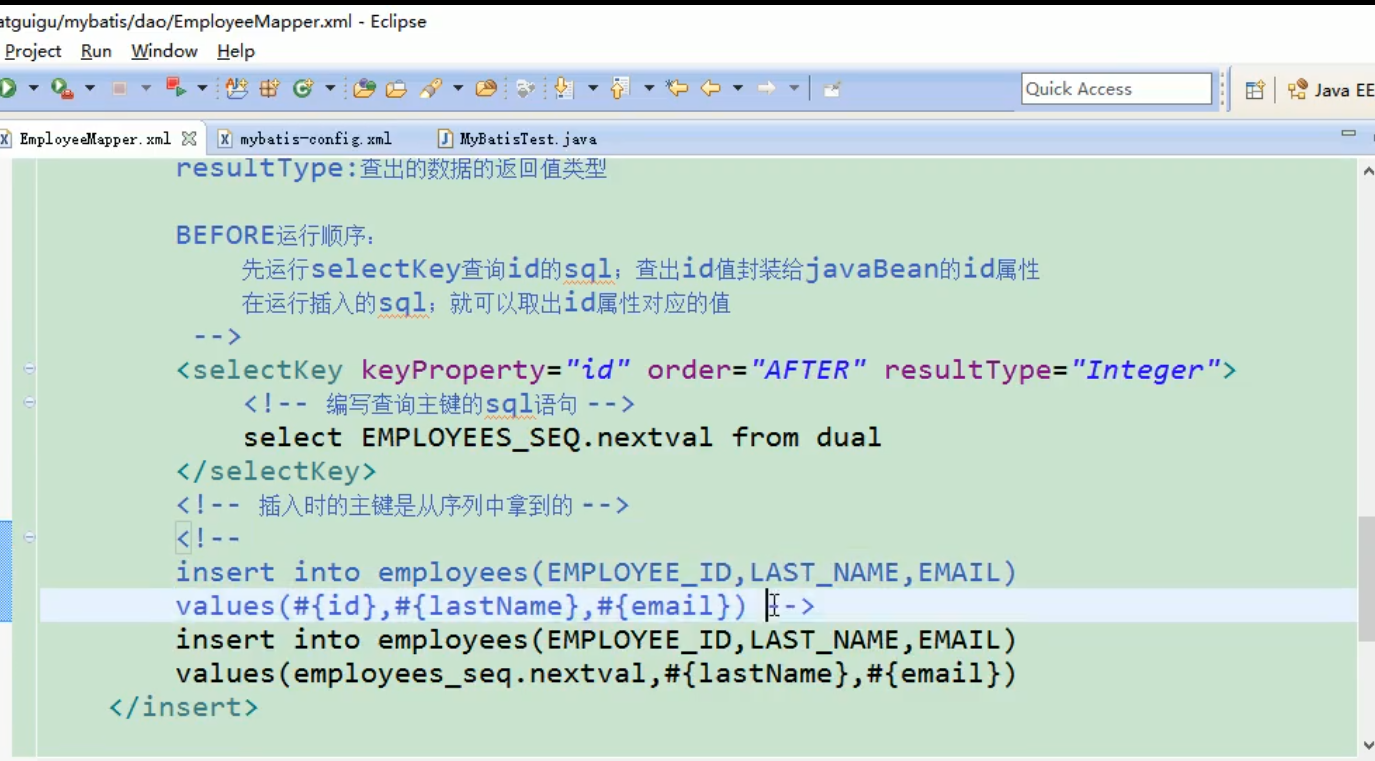 atguigu/mybatis/dao/EmployeeMapper.xml - Eclipse
Project Run Window Help
Quick Access
Java EE
EmployeeMapper.xml mybatis-config.xml MyBatisTest.java
resultType:查出的数据的返回值类型
BEFORE运行顺序：
先运行selectKey查询id的sql；查出id值封装给javaBean的id属性
在运行插入的sql；就可以取出id属性对应的值
-->
<selectKey keyProperty="id" order="AFTER" resultType="Integer">
<!-- 编写查询主键的sql语句 -->
select EMPLOYEES_SEQ.nextval from dual
</selectKey>
<!-- 插入时的主键是从序列中拿到的 -->
<!--
insert into employees(EMPLOYEE_ID,LAST_NAME,EMAIL)
values(#{id},#{lastName},#{email}) -->
insert into employees(EMPLOYEE_ID,LAST_NAME,EMAIL)
values(employees_seq.nextval,#{lastName},#{email})
</insert>